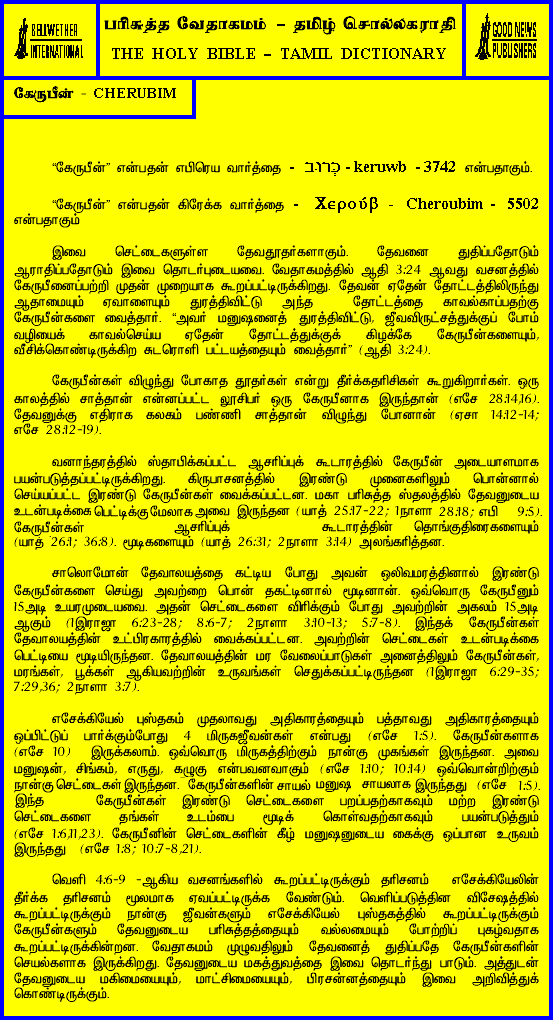 BELLWETHER
INTERNATIONAL
பரிசுத்த வேதாகமம் – தமிழ் சொல்லகராதி
THE HOLY BIBLE – TAMIL DICTIONARY
GOOD NEWS
PUBLISHERS
கேருபீன் - CHERUBIM
“கேருபீன்” என்பதன் எபிரெய வார்த்தை - כְּרוּב - keruwb - 3742 என்பதாகும்.
“கேருபீன்” என்பதன் கிரேக்க வார்த்தை - Χερούβ - Cheroubim - 5502
என்பதாகும்
இவை செட்டைகளுள்ள தேவதூதர்களாகும். தேவனை துதிப்பதோடும்
ஆராதிப்பதோடும் இவை தொடர்புடையவை. வேதாகமத்தில் ஆதி 3:24 ஆவது வசனத்தில்
கேருபீனைப்பற்றி முதன் முறையாக கூறப்பட்டிருக்கிறது. தேவன் ஏதேன் தோட்டத்திலிருந்து
ஆதாமையும் ஏவாளையும் துரத்திவிட்டு அந்த தோட்டத்தை காவல்காப்பதற்கு
கேருபீன்களை வைத்தார். “அவர் மனுஷனைத் துரத்திவிட்டு, ஜீவவிருட்சத்துக்குப் போம்
வழியைக் காவல்செய்ய ஏதேன் தோட்டத்துக்குக் கிழக்கே கேருபீன்களையும்,
வீசிக்கொண்டிருக்கிற சுடரொளி பட்டயத்தையும் வைத்தார்” (ஆதி 3:24).
கேருபீன்கள் விழுந்து போகாத தூதர்கள் என்று தீர்க்கதரிசிகள் கூறுகிறார்கள். ஒரு
காலத்தில் சாத்தான் என்னப்பட்ட லூசிபர் ஒரு கேருபீனாக இருந்தான் (எசே 28:14,16).
தேவனுக்கு எதிராக கலகம் பண்ணி சாத்தான் விழுந்து போனான் (ஏசா 14:12-14;
எசே 28:12-19).
வனாந்தரத்தில் ஸ்தாபிக்கப்பட்ட ஆசரிப்புக் கூடாரத்தில் கேருபீன் அடையாளமாக
பயன்படுத்தப்பட்டிருக்கிறது. கிருபாசனத்தில் இரண்டு முனைகளிலும் பொன்னால்
செய்யப்பட்ட இரண்டு கேருபீன்கள் வைக்கப்பட்டன. மகா பரிசுத்த ஸ்தலத்தில் தேவனுடைய
உடன்படிக்கை பெட்டிக்கு மேலாக அவை இருந்தன (யாத் 25:17-22; 1நாளா 28:18; எபி 9:5).
கேருபீன்கள் ஆசரிப்புக் கூடாரத்தின் தொங்குதிரைகளையும்
(யாத் 26:1; 36:8). மூடிகளையும் (யாத் 26:31; 2நாளா 3:14) அலங்கரித்தன.
சாலொமோன் தேவாலயத்தை கட்டிய போது அவன் ஒலிவமரத்தினால் இரண்டு
கேருபீன்களை செய்து அவற்றை பொன் தகட்டினால் மூடினான். ஒவ்வொரு கேருபீனும்
15அடி உயரமுடையவை. அதன் செட்டைகளை விரிக்கும் போது அவற்றின் அகலம் 15அடி
ஆகும் (1இராஜா 6:23-28; 8:6-7; 2நாளா 3:10-13; 5:7-8). இந்தக் கேருபீன்கள்
தேவாலயத்தின் உட்பிரகாரத்தில் வைக்கப்பட்டன. அவற்றின் செட்டைகள் உடன்படிக்கை
பெட்டியை மூடியிருந்தன. தேவாலயத்தின் மர வேலைப்பாடுகள் அனைத்திலும் கேருபீன்கள்,
மரங்கள், பூக்கள் ஆகியவற்றின் உருவங்கள் செதுக்கப்பட்டிருந்தன (1இராஜா 6:29-35;
7:29,36; 2நாளா 3:7).
எசேக்கியேல் புஸ்தகம் முதலாவது அதிகாரத்தையும் பத்தாவது அதிகாரத்தையும்
ஒப்பிட்டுப் பார்க்கும்போது 4 மிருகஜீவன்கள் என்பது (எசே 1:5). கேருபீன்களாக
(எசே 10) இருக்கலாம். ஒவ்வொரு மிருகத்திற்கும் நான்கு முகங்கள் இருந்தன. அவை
மனுஷன், சிங்கம், எருது, கழுகு என்பவனவாகும் (எசே 1:10; 10:14) ஒவ்வொன்றிற்கும்
நான்கு செட்டைகள் இருந்தன. கேருபீன்களின் சாயல் மனுஷ சாயலாக இருந்தது (எசே 1:5).
இந்த கேருபீன்கள் இரண்டு செட்டைகளை பறப்பதற்காகவும் மற்ற இரண்டு
செட்டைகளை தங்கள் உடம்பை மூடிக் கொள்வதற்காகவும் பயன்படுத்தும்
(எசே 1:6,11,23). கேருபீனின் செட்டைகளின் கீழ் மனுஷனுடைய கைக்கு ஒப்பான உருவம்
இருந்தது (எசே 1:8; 10:7-8,21).
வெளி 4:6-9 -ஆகிய வசனங்களில் கூறப்பட்டிருக்கும் தரிசனம் எசேக்கியேலின்
தீர்க்க தரிசனம் மூலமாக ஏவப்பட்டிருக்க வேண்டும். வெளிப்படுத்தின விசேஷத்தில்
கூறப்பட்டிருக்கும் நான்கு ஜீவன்களும் எசேக்கியேல் புஸ்தகத்தில் கூறப்பட்டிருக்கும்
கேருபீன்களும் தேவனுடைய பரிசுத்தத்தையும் வல்லமையும் போற்றிப் புகழ்வதாக
கூறப்பட்டிருக்கின்றன. வேதாகமம் முழுவதிலும் தேவனைத் துதிப்பதே கேருபீன்களின்
செயல்களாக இருக்கிறது. தேவனுடைய மகத்துவத்தை இவை தொடர்ந்து பாடும். அத்துடன்
தேவனுடைய மகிமையையும், மாட்சிமையையும், பிரசன்னத்தையும் இவை அறிவித்துக்
கொண்டிருக்கும்.